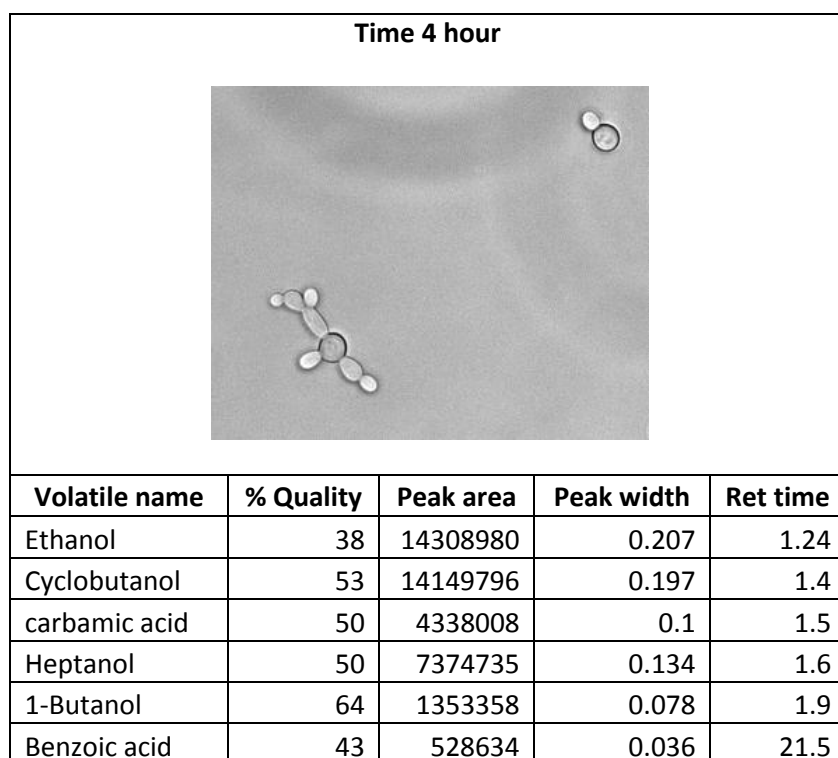 Time 4 hour
Volatile name % Quality Peak area Peak width Ret time
Ethanol 38 14308980 0.207 1.24
Cyclobutanol 53 14149796 0.197 1.4
carbamic acid 50 4338008 0.1 1.5
Heptanol 50 7374735 0.134 1.6
1-Butanol 64 1353358 0.078 1.9
Benzoic acid 43 528634 0.036 21.5